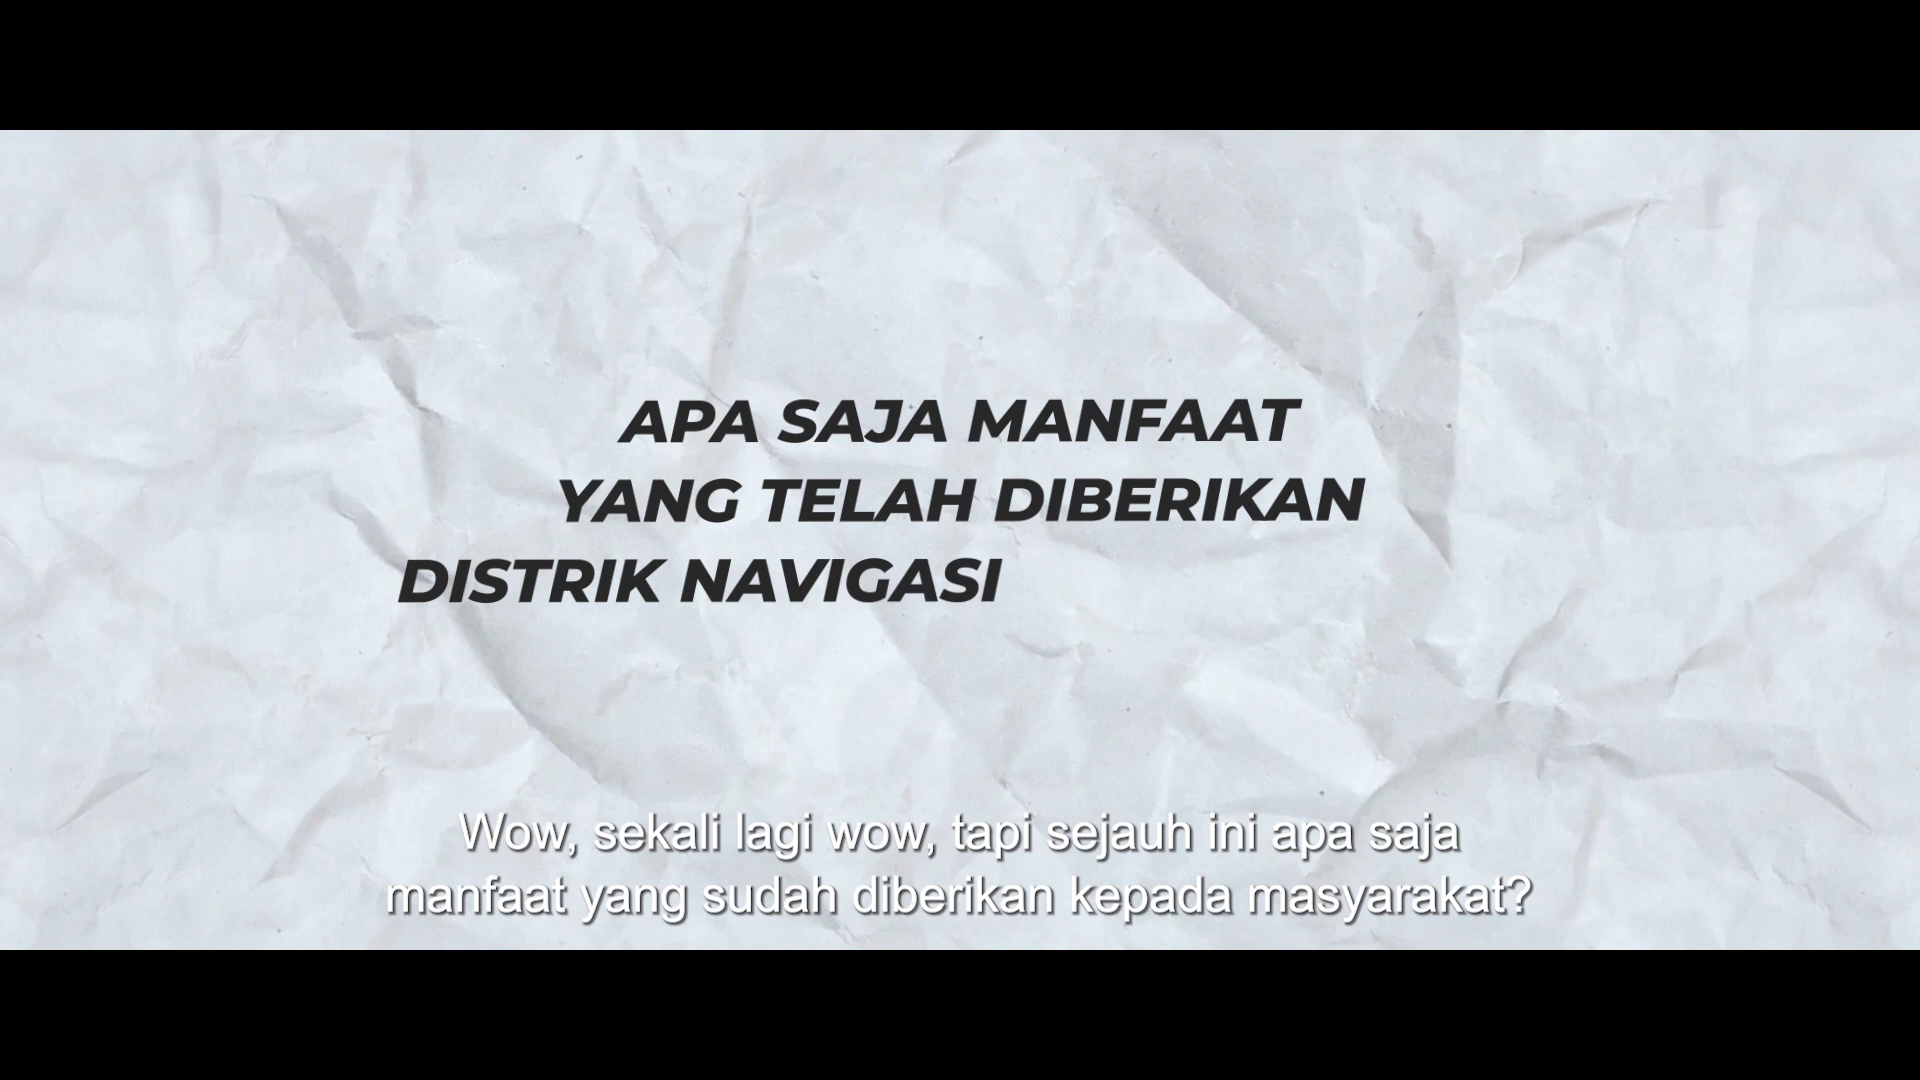 APA SAJA MANFAAT
YANG TELAH DIBERIKAN
DISTRIK NAVIGASI
Wow, sekali lagi wow, tapi sejauh ini apa saja
manfaat yang sudah diberikan kepada masyarakat?